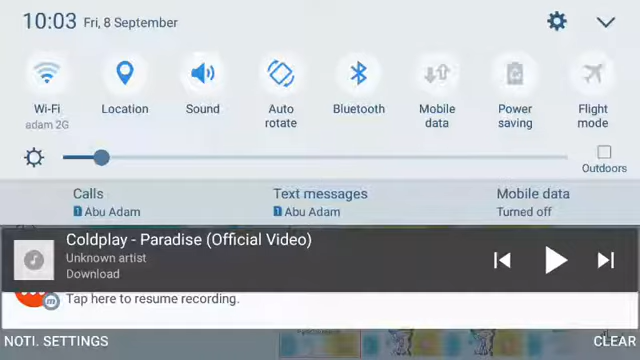 10:03 Fri, 8 September
Wi-Fi
adam 2G
Location
Sound
Auto
rotate
Bluetooth
Mobile
data
Power
saving
Flight
mode
Outdoors
Calls
1 Abu Adam
Text messages
1 Abu Adam
Mobile data
Turned off
Coldplay - Paradise (Official Video)
Unknown artist
Download
Tap here to resume recording.
NOTI. SETTINGS
CLEAR